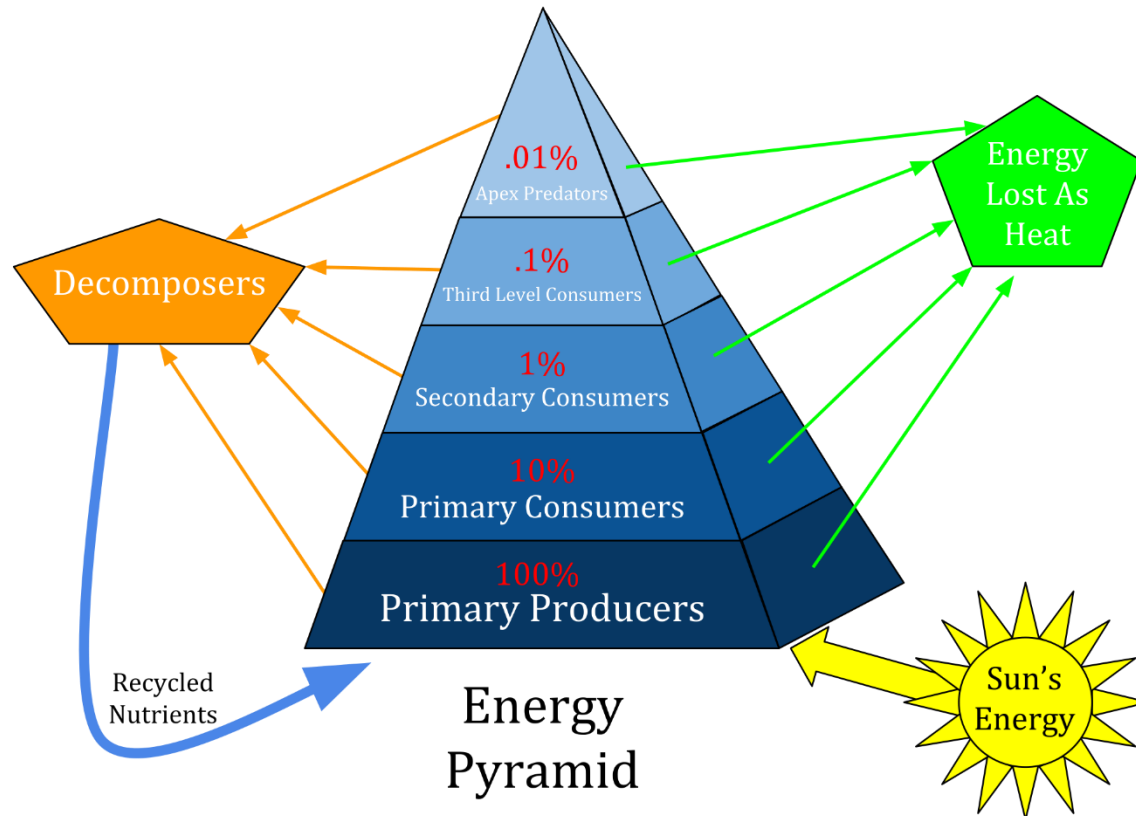 .01%
Apex Predators
.1%
Third Level Consumers
1%
Secondary Consumers
10%
Primary Consumers
100%
Primary Producers
Decomposers
Energy
Lost As
Heat
Recycled
Nutrients
Sun’s
Energy
Energy
Pyramid